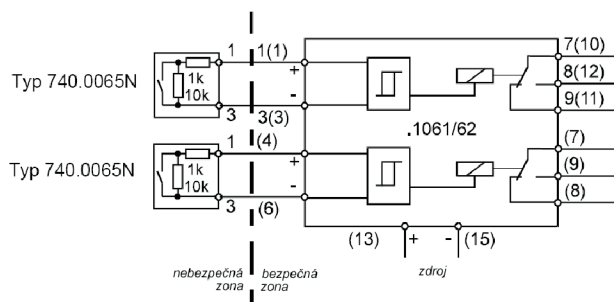 Typ 740.0065N
1k
10k
1
3
1(1)
3(3)
+
-
.1061/62
7(10)
8(12)
9(11)
Typ 740.0065N
1k
10k
1
3
(4)
(6)
+
-
(7)
(9)
(8)
(13)
+
-
(15)
nebezpečná
zona
bezpečná
zona
zdroj